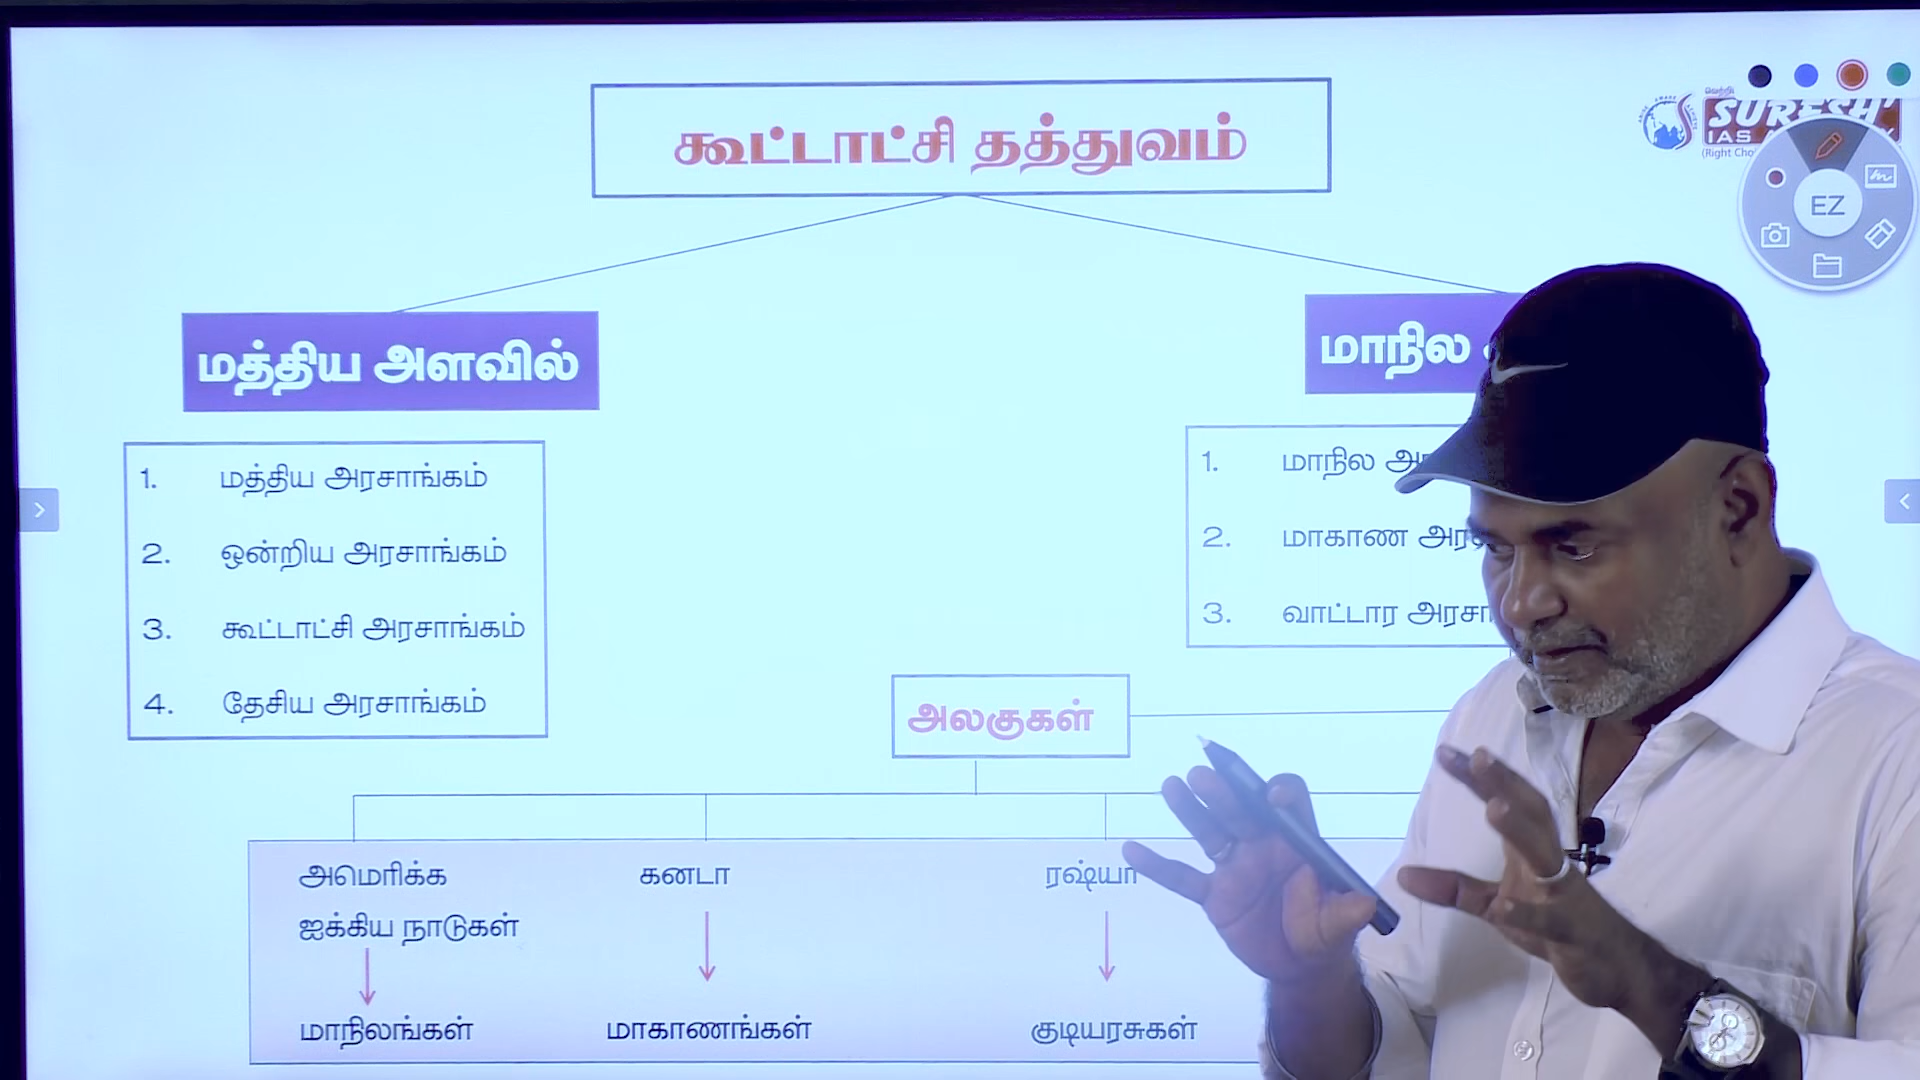 கூட்டாட்சி தத்துவம்
வெற்றி
SURESH'
IAS
(Right
EZ
மத்திய அளவில்
மாநில
1. மத்திய அரசாங்கம்
2. ஒன்றிய அரசாங்கம்
3. கூட்டாட்சி அரசாங்கம்
4. தேசிய அரசாங்கம்
1. மாநில
2. மாகாண
3. வாட்டார
அலகுகள்
அமெரிக்க
ஐக்கிய நாடுகள்
மாநிலங்கள்
கனடா
மாகாணங்கள்
ரஷ்யா
குடியரசுகள்